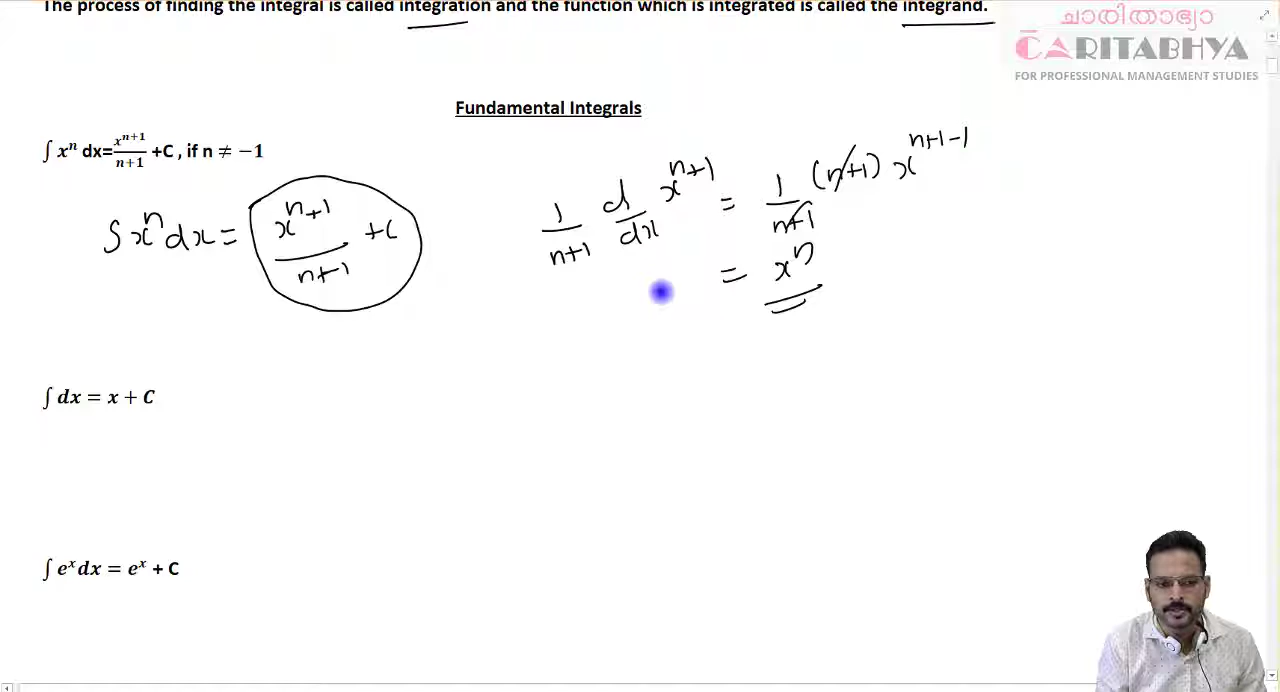 The process of finding the integral is called integration and the function which is integrated is called the integrand.
ചാരിതാഭ്യാ
CĀRITABHYA
FOR PROFESSIONAL MANAGEMENT STUDIES
Fundamental Integrals
∫ xⁿ dx = xⁿ⁺¹/(n+1) + C , if n ≠ −1
∫ xⁿ dx = xⁿ⁺¹/(n+1) + C
1/(n+1) d/dx xⁿ⁺¹ = 1/(n+1) (n+1) xⁿ⁺¹⁻¹
= xⁿ
∫ dx = x + C
∫ eˣ dx = eˣ + C